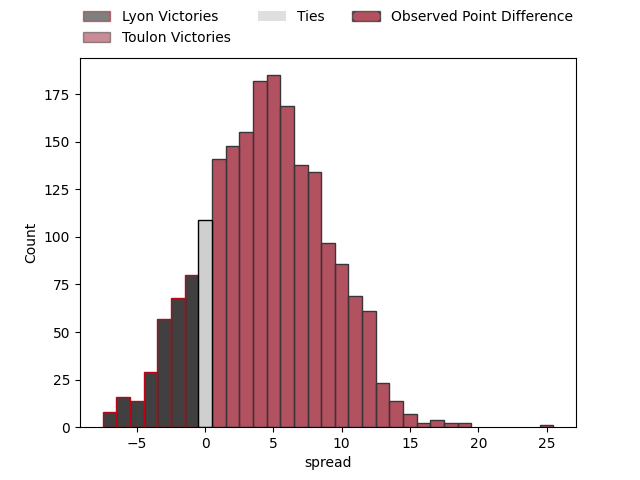 Lyon Victories
Ties
Observed Point Difference
Toulon Victories
175
150
125
100
75
50
25
0
Count
−5
0
5
10
15
20
25
spread